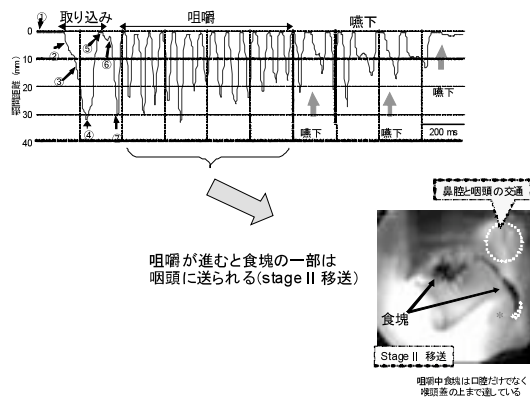 ①
取り込み
咀嚼
嚥下
0
②
⑤
⑥
10
③
20
顎間距離 (mm)
30
④
⑦
40
嚥下
嚥下
嚥下
200 ms
鼻腔と咽頭の交通
咀嚼が進むと食塊の一部は
咽頭に送られる(stage II 移送)
食塊
*
Stage II 移送
咀嚼中食塊は口腔だけでなく
喉頭蓋の上まで達している